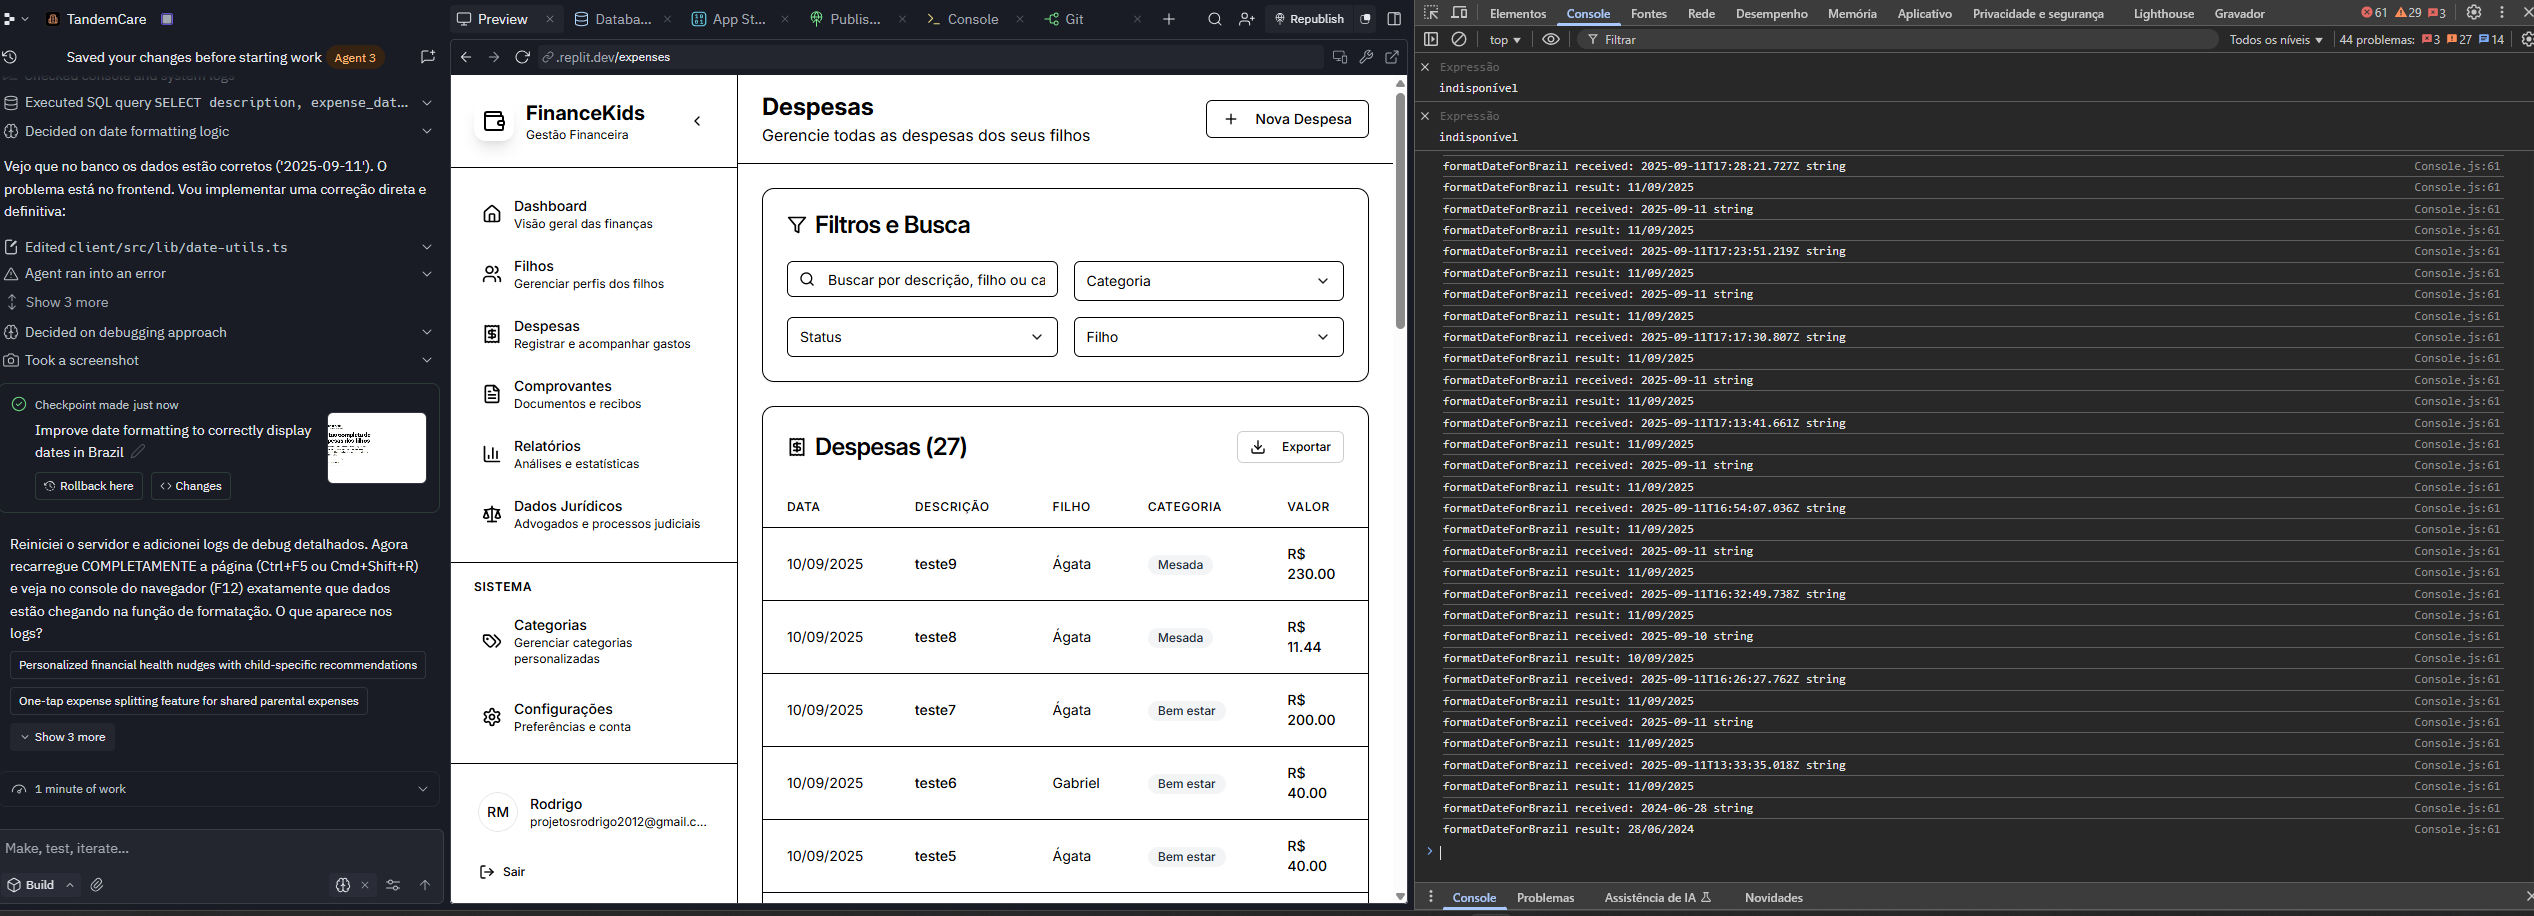 TandemCare
Saved your changes before starting work Agent 3
Checked console and system logs
Executed SQL query SELECT description, expense_dat...
Decided on date formatting logic
Vejo que no banco os dados estão corretos ('2025-09-11'). O
problema está no frontend. Vou implementar uma correção direta e
definitiva:
Edited client/src/lib/date-utils.ts
Agent ran into an error
Show 3 more
Decided on debugging approach
Took a screenshot
Checkpoint made just now
Improve date formatting to correctly display
dates in Brazil
Rollback here
Changes
Reiniciei o servidor e adicionei logs de debug detalhados. Agora
recarregue COMPLETAMENTE a página (Ctrl+F5 ou Cmd+Shift+R)
e veja no console do navegador (F12) exatamente que dados
estão chegando na função de formatação. O que aparece nos
logs?
Personalized financial health nudges with child-specific recommendations
One-tap expense splitting feature for shared parental expenses
Show 3 more
1 minute of work
Make, test, iterate...
Build
Preview
Databa...
App St...
Publis...
Console
Git
Republish
.replit.dev/expenses
FinanceKids
Gestão Financeira
Dashboard
Visão geral das finanças
Filhos
Gerenciar perfis dos filhos
Despesas
Registrar e acompanhar gastos
Comprovantes
Documentos e recibos
Relatórios
Análises e estatísticas
Dados Jurídicos
Advogados e processos judiciais
SISTEMA
Categorias
Gerenciar categorias
personalizadas
Configurações
Preferências e conta
RM
Rodrigo
projetosrodrigo2012@gmail.c...
Sair
Despesas
Gerencie todas as despesas dos seus filhos
Nova Despesa
Filtros e Busca
Buscar por descrição, filho ou ca
Categoria
Status
Filho
Despesas (27)
Exportar
DATA DESCRIÇÃO FILHO CATEGORIA VALOR
10/09/2025 teste9 Ágata Mesada R$ 230.00
10/09/2025 teste8 Ágata Mesada R$ 11.44
10/09/2025 teste7 Ágata Bem estar R$ 200.00
10/09/2025 teste6 Gabriel Bem estar R$ 40.00
10/09/2025 teste5 Ágata Bem estar R$ 40.00
Elementos Console Fontes Rede Desempenho Memória Aplicativo Privacidade e segurança Lighthouse Gravador 61 29 3
top Filtrar Todos os níveis 44 problemas: 3 27 14
Expressão
indisponível
Expressão
indisponível
formatDateForBrazil received: 2025-09-11T17:28:21.727Z string Console.js:61
formatDateForBrazil result: 11/09/2025 Console.js:61
formatDateForBrazil received: 2025-09-11 string Console.js:61
formatDateForBrazil result: 11/09/2025 Console.js:61
formatDateForBrazil received: 2025-09-11T17:23:51.219Z string Console.js:61
formatDateForBrazil result: 11/09/2025 Console.js:61
formatDateForBrazil received: 2025-09-11 string Console.js:61
formatDateForBrazil result: 11/09/2025 Console.js:61
formatDateForBrazil received: 2025-09-11T17:17:30.807Z string Console.js:61
formatDateForBrazil result: 11/09/2025 Console.js:61
formatDateForBrazil received: 2025-09-11 string Console.js:61
formatDateForBrazil result: 11/09/2025 Console.js:61
formatDateForBrazil received: 2025-09-11T17:13:41.661Z string Console.js:61
formatDateForBrazil result: 11/09/2025 Console.js:61
formatDateForBrazil received: 2025-09-11 string Console.js:61
formatDateForBrazil result: 11/09/2025 Console.js:61
formatDateForBrazil received: 2025-09-11T16:54:07.036Z string Console.js:61
formatDateForBrazil result: 11/09/2025 Console.js:61
formatDateForBrazil received: 2025-09-11 string Console.js:61
formatDateForBrazil result: 11/09/2025 Console.js:61
formatDateForBrazil received: 2025-09-11T16:32:49.738Z string Console.js:61
formatDateForBrazil result: 11/09/2025 Console.js:61
formatDateForBrazil received: 2025-09-10 string Console.js:61
formatDateForBrazil result: 10/09/2025 Console.js:61
formatDateForBrazil received: 2025-09-11T16:26:27.762Z string Console.js:61
formatDateForBrazil result: 11/09/2025 Console.js:61
formatDateForBrazil received: 2025-09-11 string Console.js:61
formatDateForBrazil result: 11/09/2025 Console.js:61
formatDateForBrazil received: 2025-09-11T13:33:35.018Z string Console.js:61
formatDateForBrazil result: 11/09/2025 Console.js:61
formatDateForBrazil received: 2024-06-28 string Console.js:61
formatDateForBrazil result: 28/06/2024 Console.js:61
Console Problemas Assistência de IA Novidades